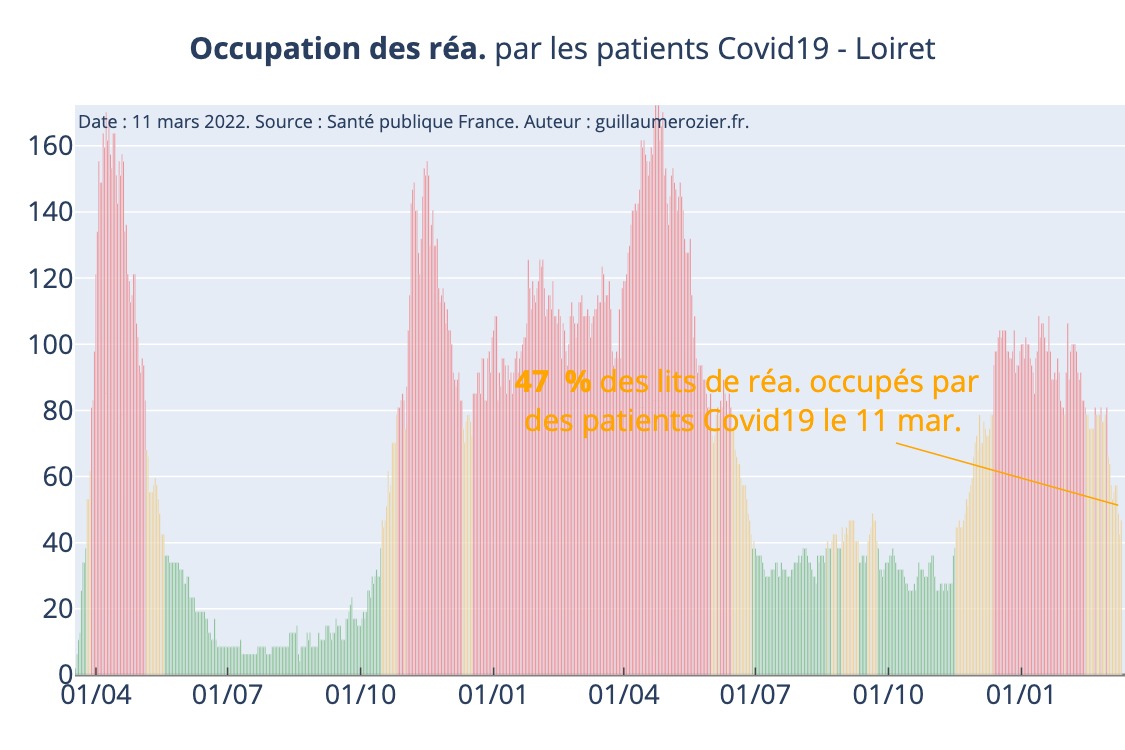 Occupation des réa. par les patients Covid19 - Loiret
Date : 11 mars 2022. Source : Santé publique France. Auteur : guillaumerozier.fr.
160
140
120
100
80
60
40
20
0
47 % des lits de réa. occupés par
des patients Covid19 le 11 mar.
01/04 01/07 01/10 01/01 01/04 01/07 01/10 01/01